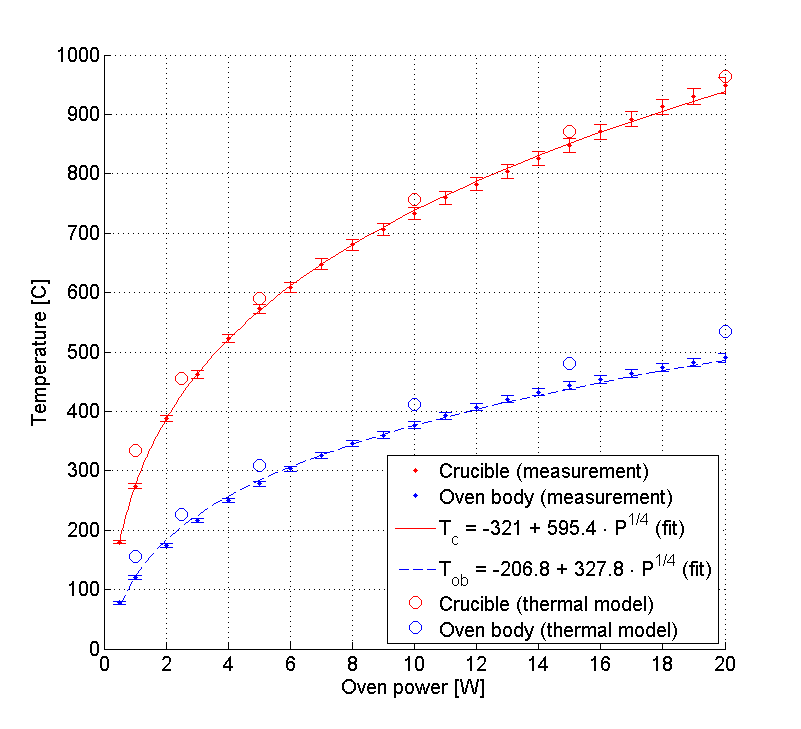 1000
900
800
700
600
500
400
300
200
100
0
Temperature [C]
Crucible (measurement)
Oven body (measurement)
T_c = -321 + 595.4 · P^1/4 (fit)
T_ob = -206.8 + 327.8 · P^1/4 (fit)
Crucible (thermal model)
Oven body (thermal model)
0 2 4 6 8 10 12 14 16 18 20
Oven power [W]